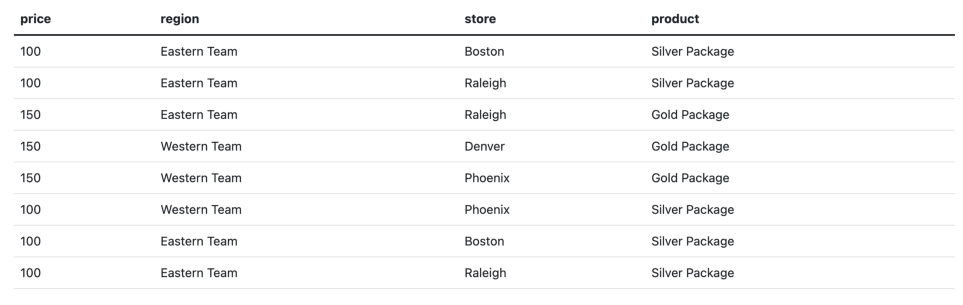 price region store product
100 Eastern Team Boston Silver Package
100 Eastern Team Raleigh Silver Package
150 Eastern Team Raleigh Gold Package
150 Western Team Denver Gold Package
150 Western Team Phoenix Gold Package
100 Western Team Phoenix Silver Package
100 Eastern Team Boston Silver Package
100 Eastern Team Raleigh Silver Package